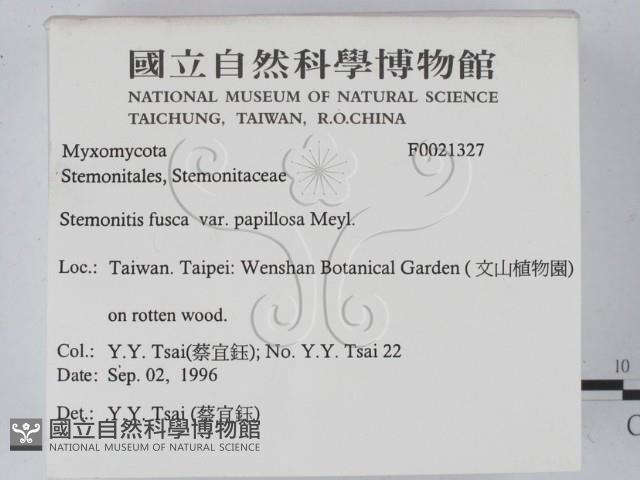 國立自然科學博物館
NATIONAL MUSEUM OF NATURAL SCIENCE
TAICHUNG, TAIWAN, R.O.CHINA
Myxomycota F0021327
Stemonitales, Stemonitaceae
Stemonitis fusca var. papillosa Meyl.
Loc.: Taiwan. Taipei: Wenshan Botanical Garden ( 文山植物園)
on rotten wood.
Col.: Y.Y. Tsai(蔡宜鈺); No. Y.Y. Tsai 22
Date: Sep. 02, 1996
Det.: Y.Y. Tsai (蔡宜鈺)
國立自然科學博物館
NATIONAL MUSEUM OF NATURAL SCIENCE
10